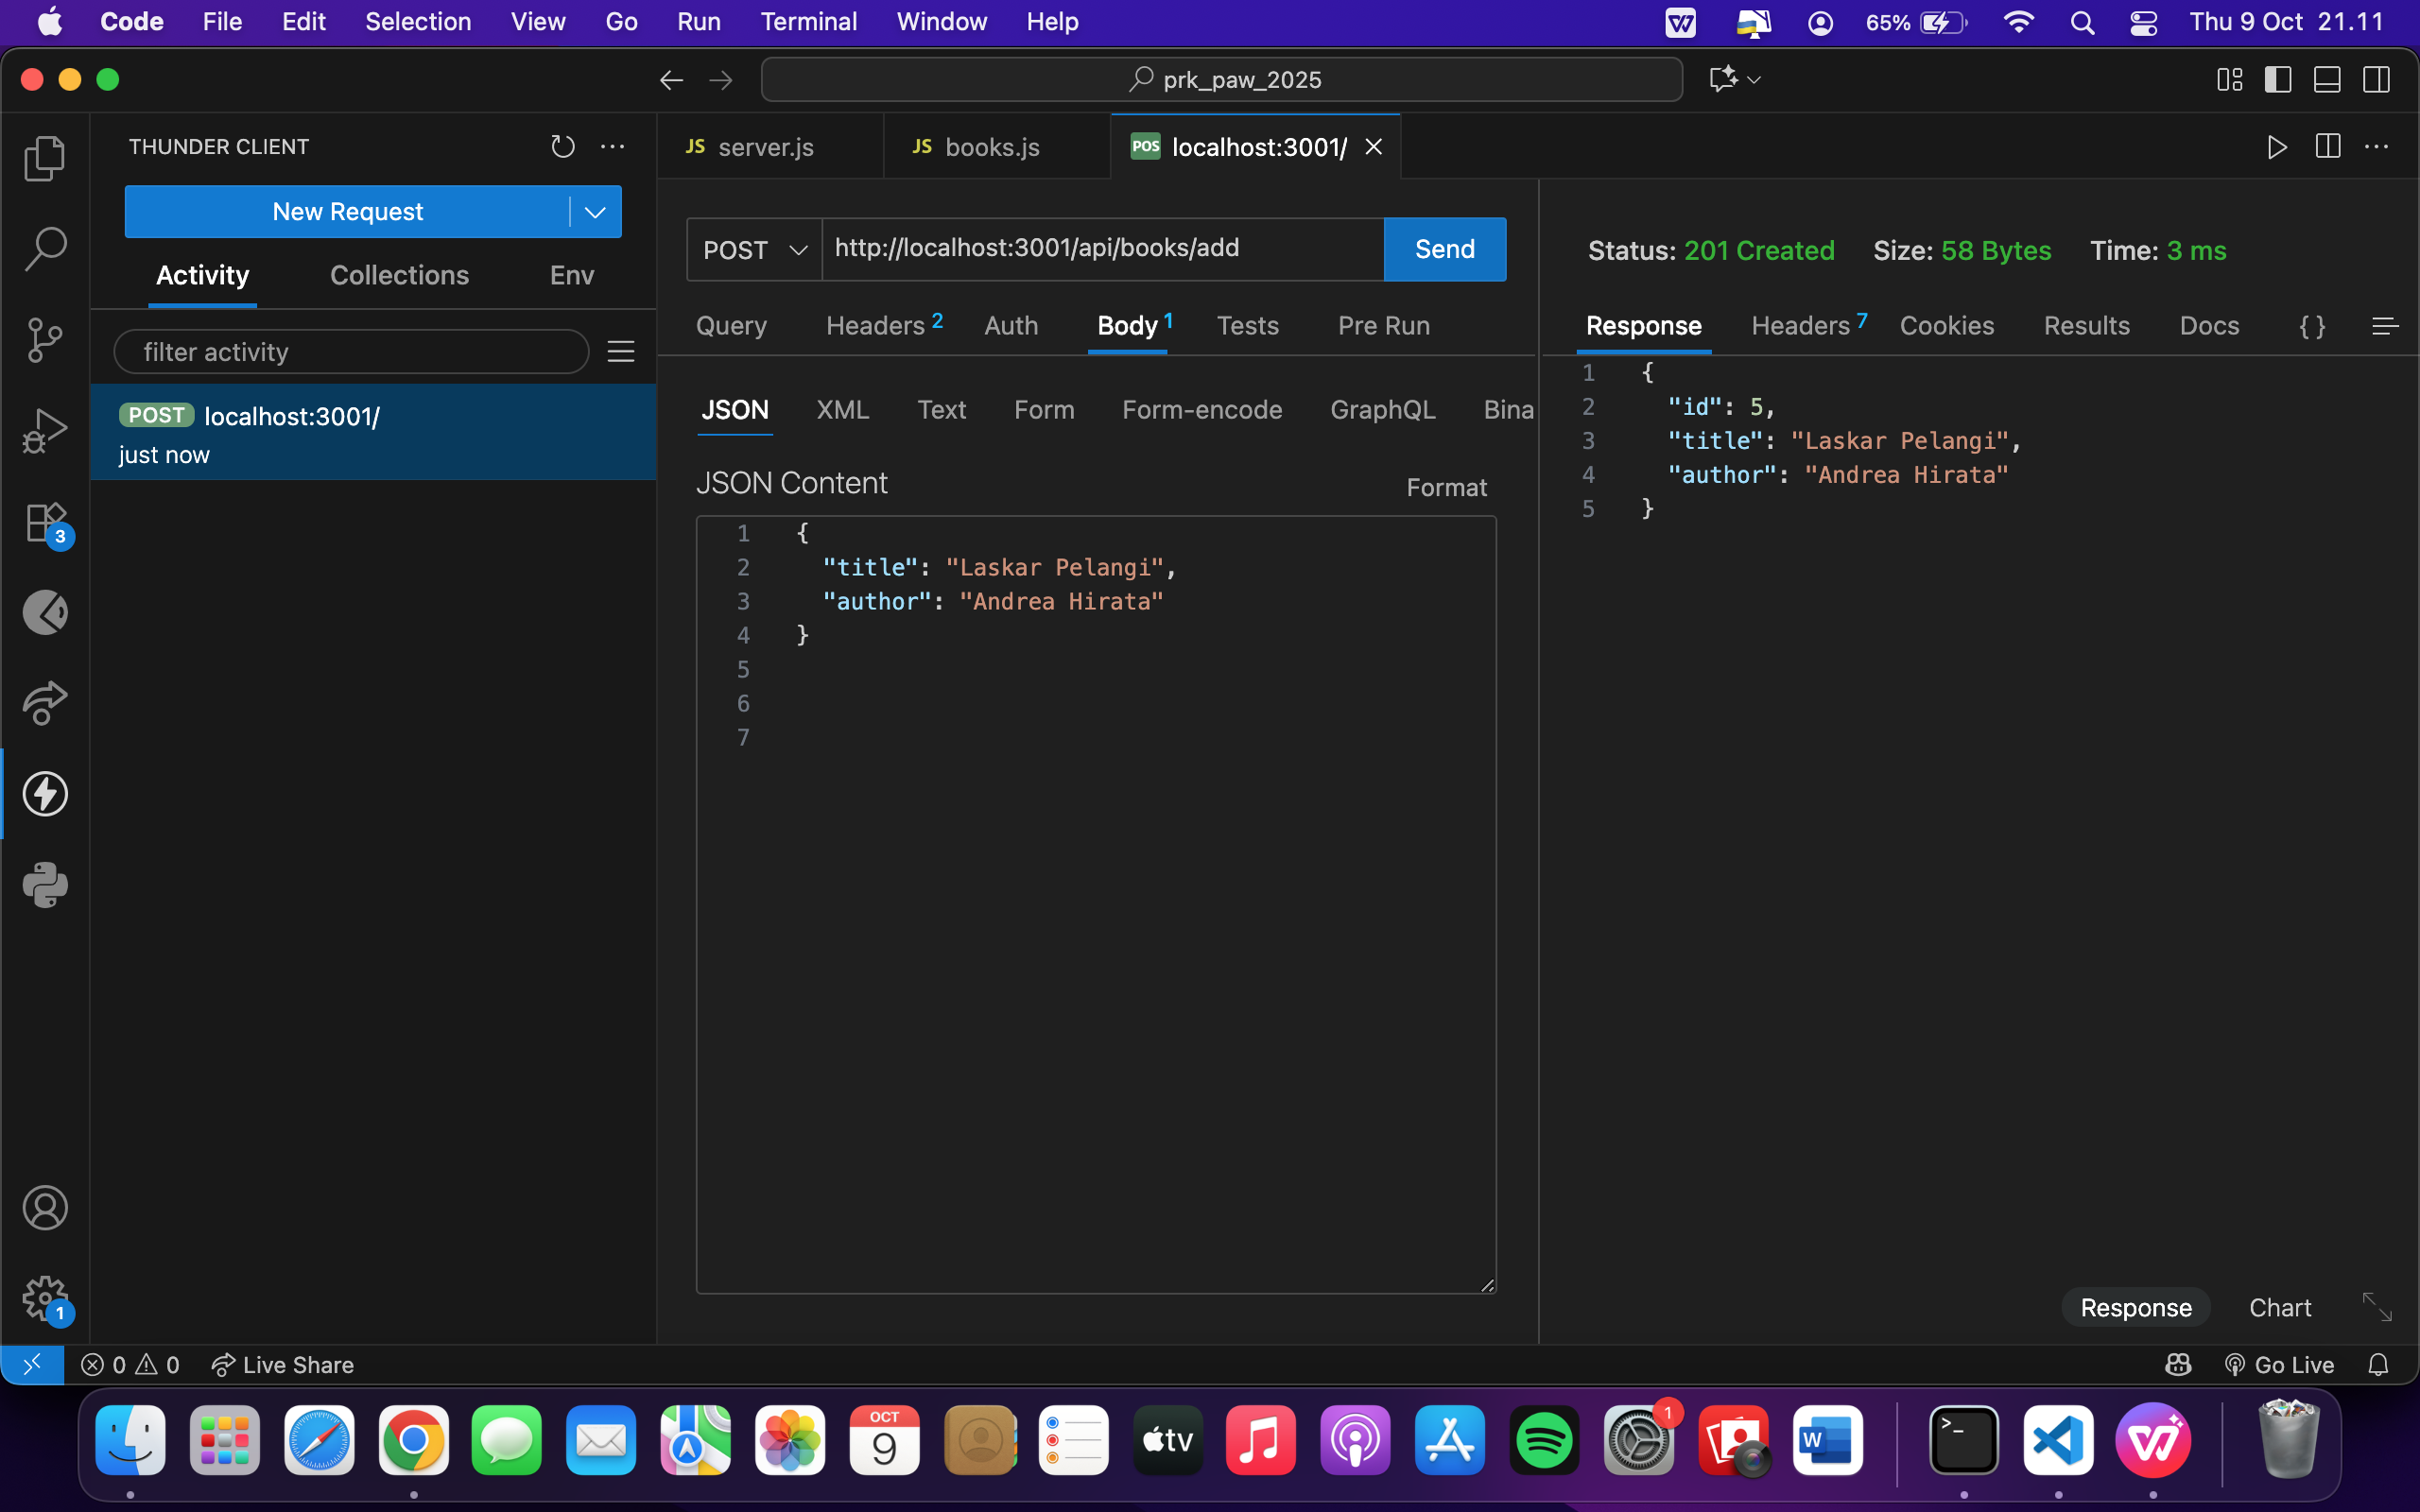 Code File Edit Selection View Go Run Terminal Window Help 65% Thu 9 Oct 21.11
prk_paw_2025
THUNDER CLIENT
New Request
Activity Collections Env
filter activity
POST localhost:3001/
just now
3
1
JS server.js JS books.js POS localhost:3001/
POST http://localhost:3001/api/books/add Send
Query Headers 2 Auth Body 1 Tests Pre Run
JSON XML Text Form Form-encode GraphQL Bina
JSON Content Format
1 {
2 "title": "Laskar Pelangi",
3 "author": "Andrea Hirata"
4 }
5
6
7
Status: 201 Created Size: 58 Bytes Time: 3 ms
Response Headers 7 Cookies Results Docs { }
1 {
2 "id": 5,
3 "title": "Laskar Pelangi",
4 "author": "Andrea Hirata"
5 }
Response Chart
0 0 Live Share Go Live
OCT
9
tv
1
W
>_